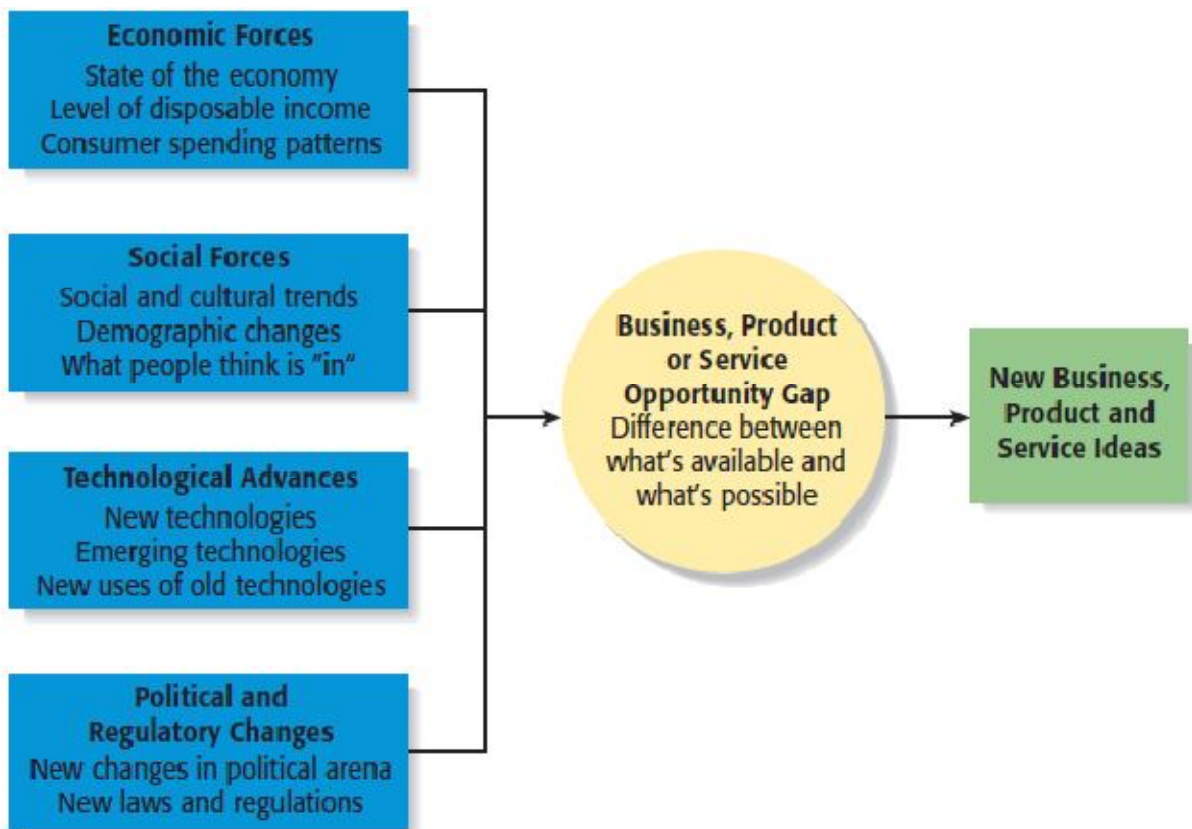 Economic Forces
State of the economy
Level of disposable income
Consumer spending patterns
Social Forces
Social and cultural trends
Demographic changes
What people think is "in"
Technological Advances
New technologies
Emerging technologies
New uses of old technologies
Political and
Regulatory Changes
New changes in political arena
New laws and regulations
Business, Product
or Service
Opportunity Gap
Difference between
what's available and
what's possible
New Business,
Product and
Service Ideas